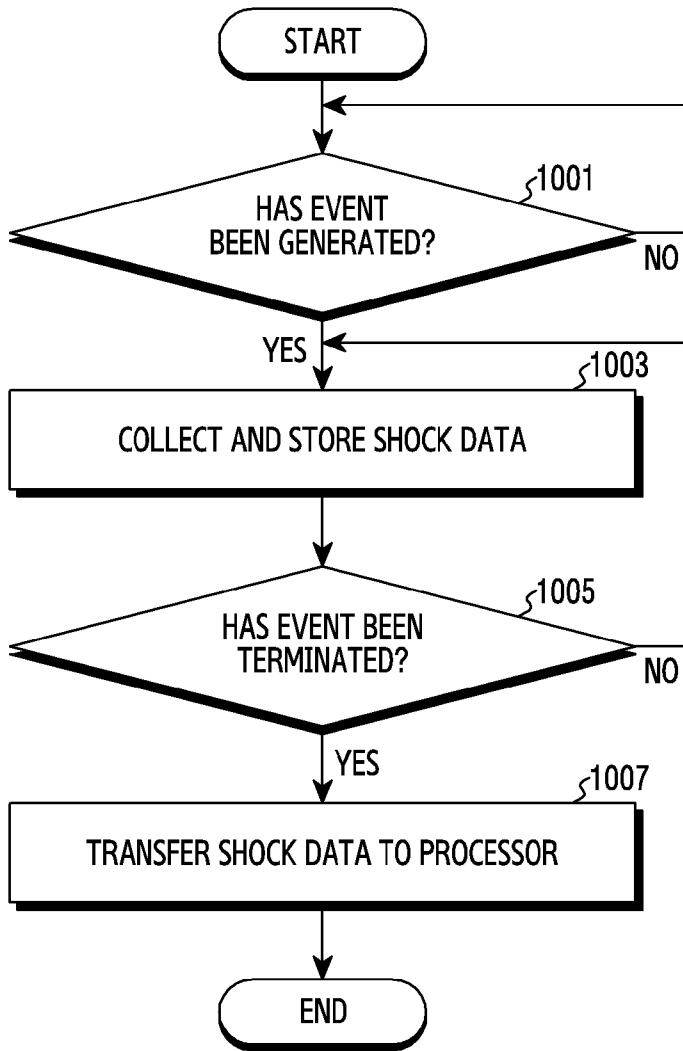 START
1001
HAS EVENT
BEEN GENERATED?
NO
YES
1003
COLLECT AND STORE SHOCK DATA
1005
HAS EVENT BEEN
TERMINATED?
NO
YES
1007
TRANSFER SHOCK DATA TO PROCESSOR
END